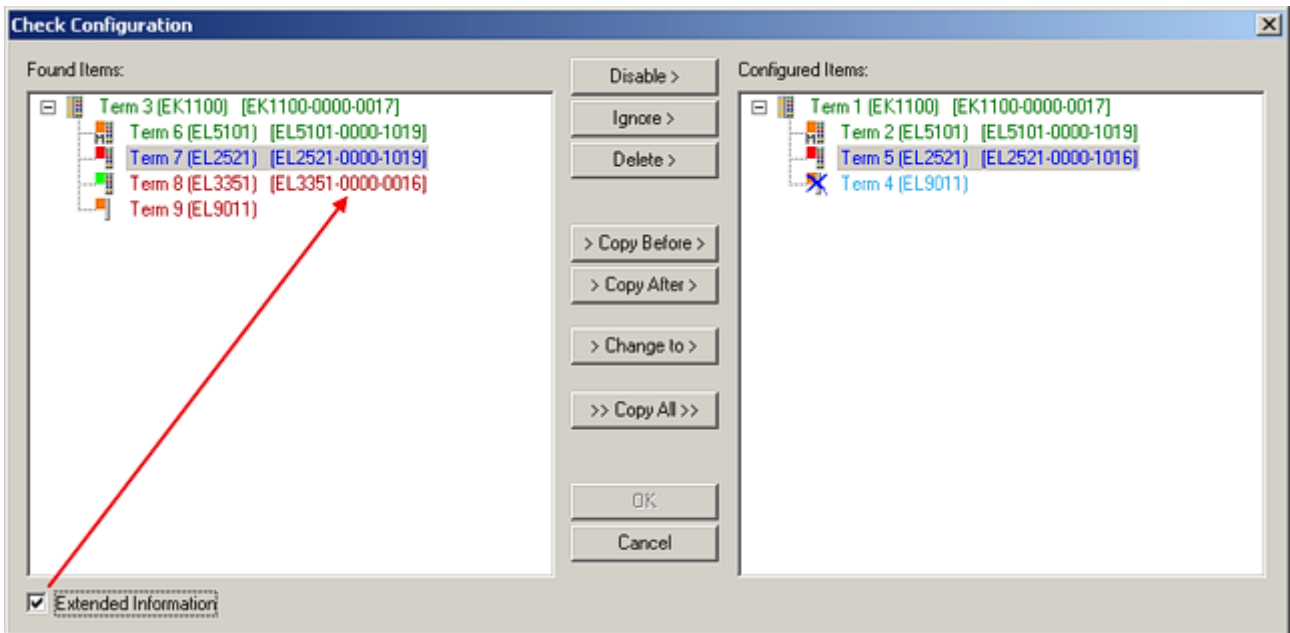 Check Configuration
Found Items:
Term 3 (EK1100) [EK1100-0000-0017]
Term 6 (EL5101) [EL5101-0000-1019]
Term 7 (EL2521) [EL2521-0000-1019]
Term 8 (EL3351) [EL3351-0000-0016]
Term 9 (EL9011)
Extended Information
Disable >
Ignore >
Delete >
> Copy Before >
> Copy After >
> Change to >
>> Copy All >>
OK
Cancel
Configured Items:
Term 1 (EK1100) [EK1100-0000-0017]
Term 2 (EL5101) [EL5101-0000-1019]
Term 5 (EL2521) [EL2521-0000-1016]
Term 4 (EL9011)